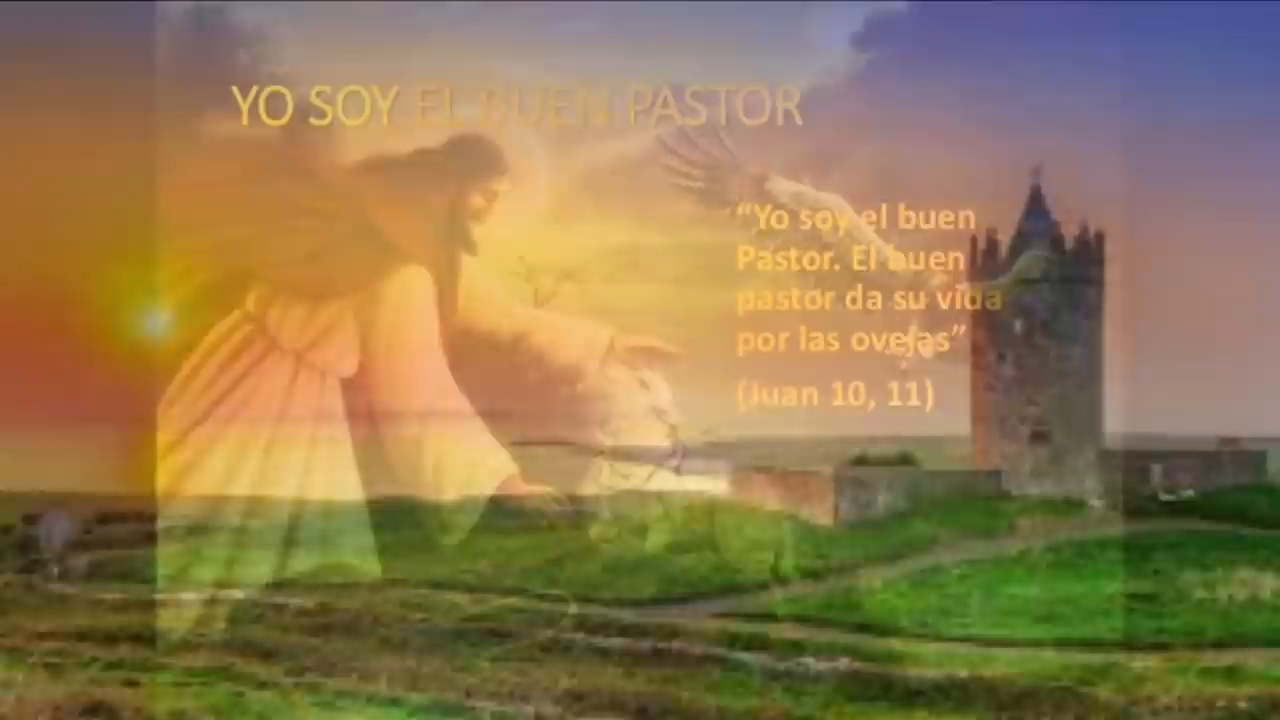 YO SOY EL BUEN PASTOR
“Yo soy el buen
Pastor. El buen
pastor da su vida
por las ovejas”
(Juan 10, 11)